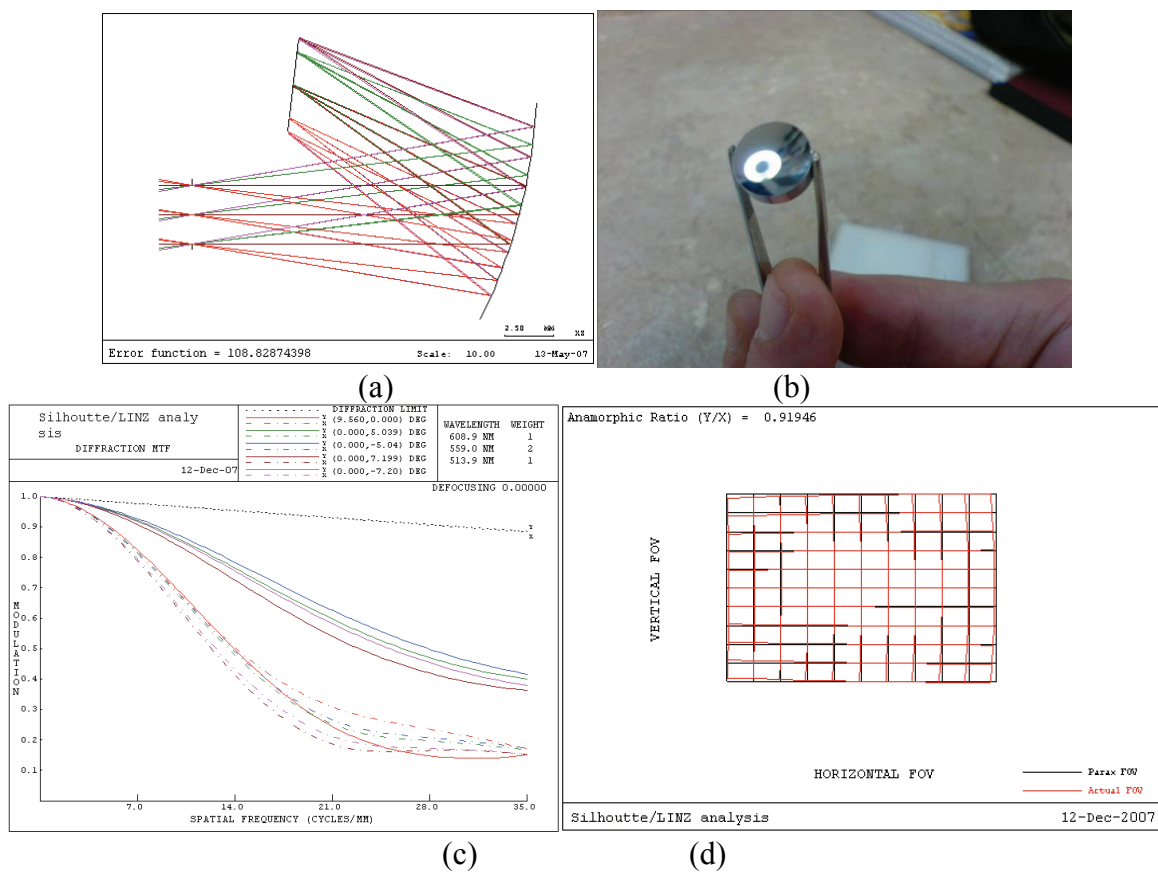 2.50 MM XZ
Error function = 108.82874398 Scale: 10.00 13-May-07
(a)
(b)
Silhoutte/LINZ analy
sis
DIFFRACTION MTF
12-Dec-07
DIFFRACTION LIMIT
Y
X (9.560,0.000) DEG
Y
X (0.000,5.039) DEG
Y
X (0.000,-5.04) DEG
Y
X (0.000,7.199) DEG
Y
X (0.000,-7.20) DEG
WAVELENGTH WEIGHT
608.9 NM 1
559.0 NM 2
513.9 NM 1
DEFOCUSING 0.00000
1.0
0.9
0.8
0.7
0.6
0.5
0.4
0.3
0.2
0.1
MODULATION
Y
X
7.0 14.0 21.0 28.0 35.0
SPATIAL FREQUENCY (CYCLES/MM)
(c)
Anamorphic Ratio (Y/X) = 0.91946
VERTICAL FOV
HORIZONTAL FOV
Parax FOV
Actual FOV
Silhoutte/LINZ analysis 12-Dec-2007
(d)